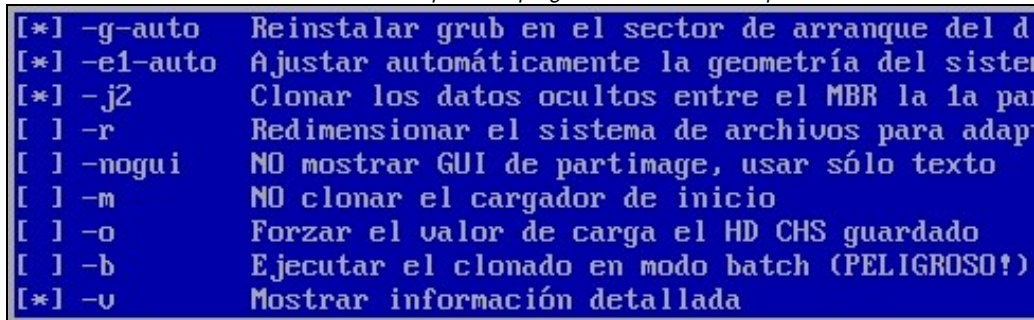 [*] -g-auto Reinstalar grub en el sector de arranque del d
[*] -e1-auto Ajustar automáticamente la geometría del sistem
[*] -j2 Clonar los datos ocultos entre el MBR la 1a par
[ ] -r Redimensionar el sistema de archivos para adapt
[ ] -nogui NO mostrar GUI de partimage, usar sólo texto
[ ] -m NO clonar el cargador de inicio
[ ] -o Forzar el valor de carga el HD CHS guardado
[ ] -b Ejecutar el clonado en modo batch (PELIGROSO!)
[*] -v Mostrar información detallada